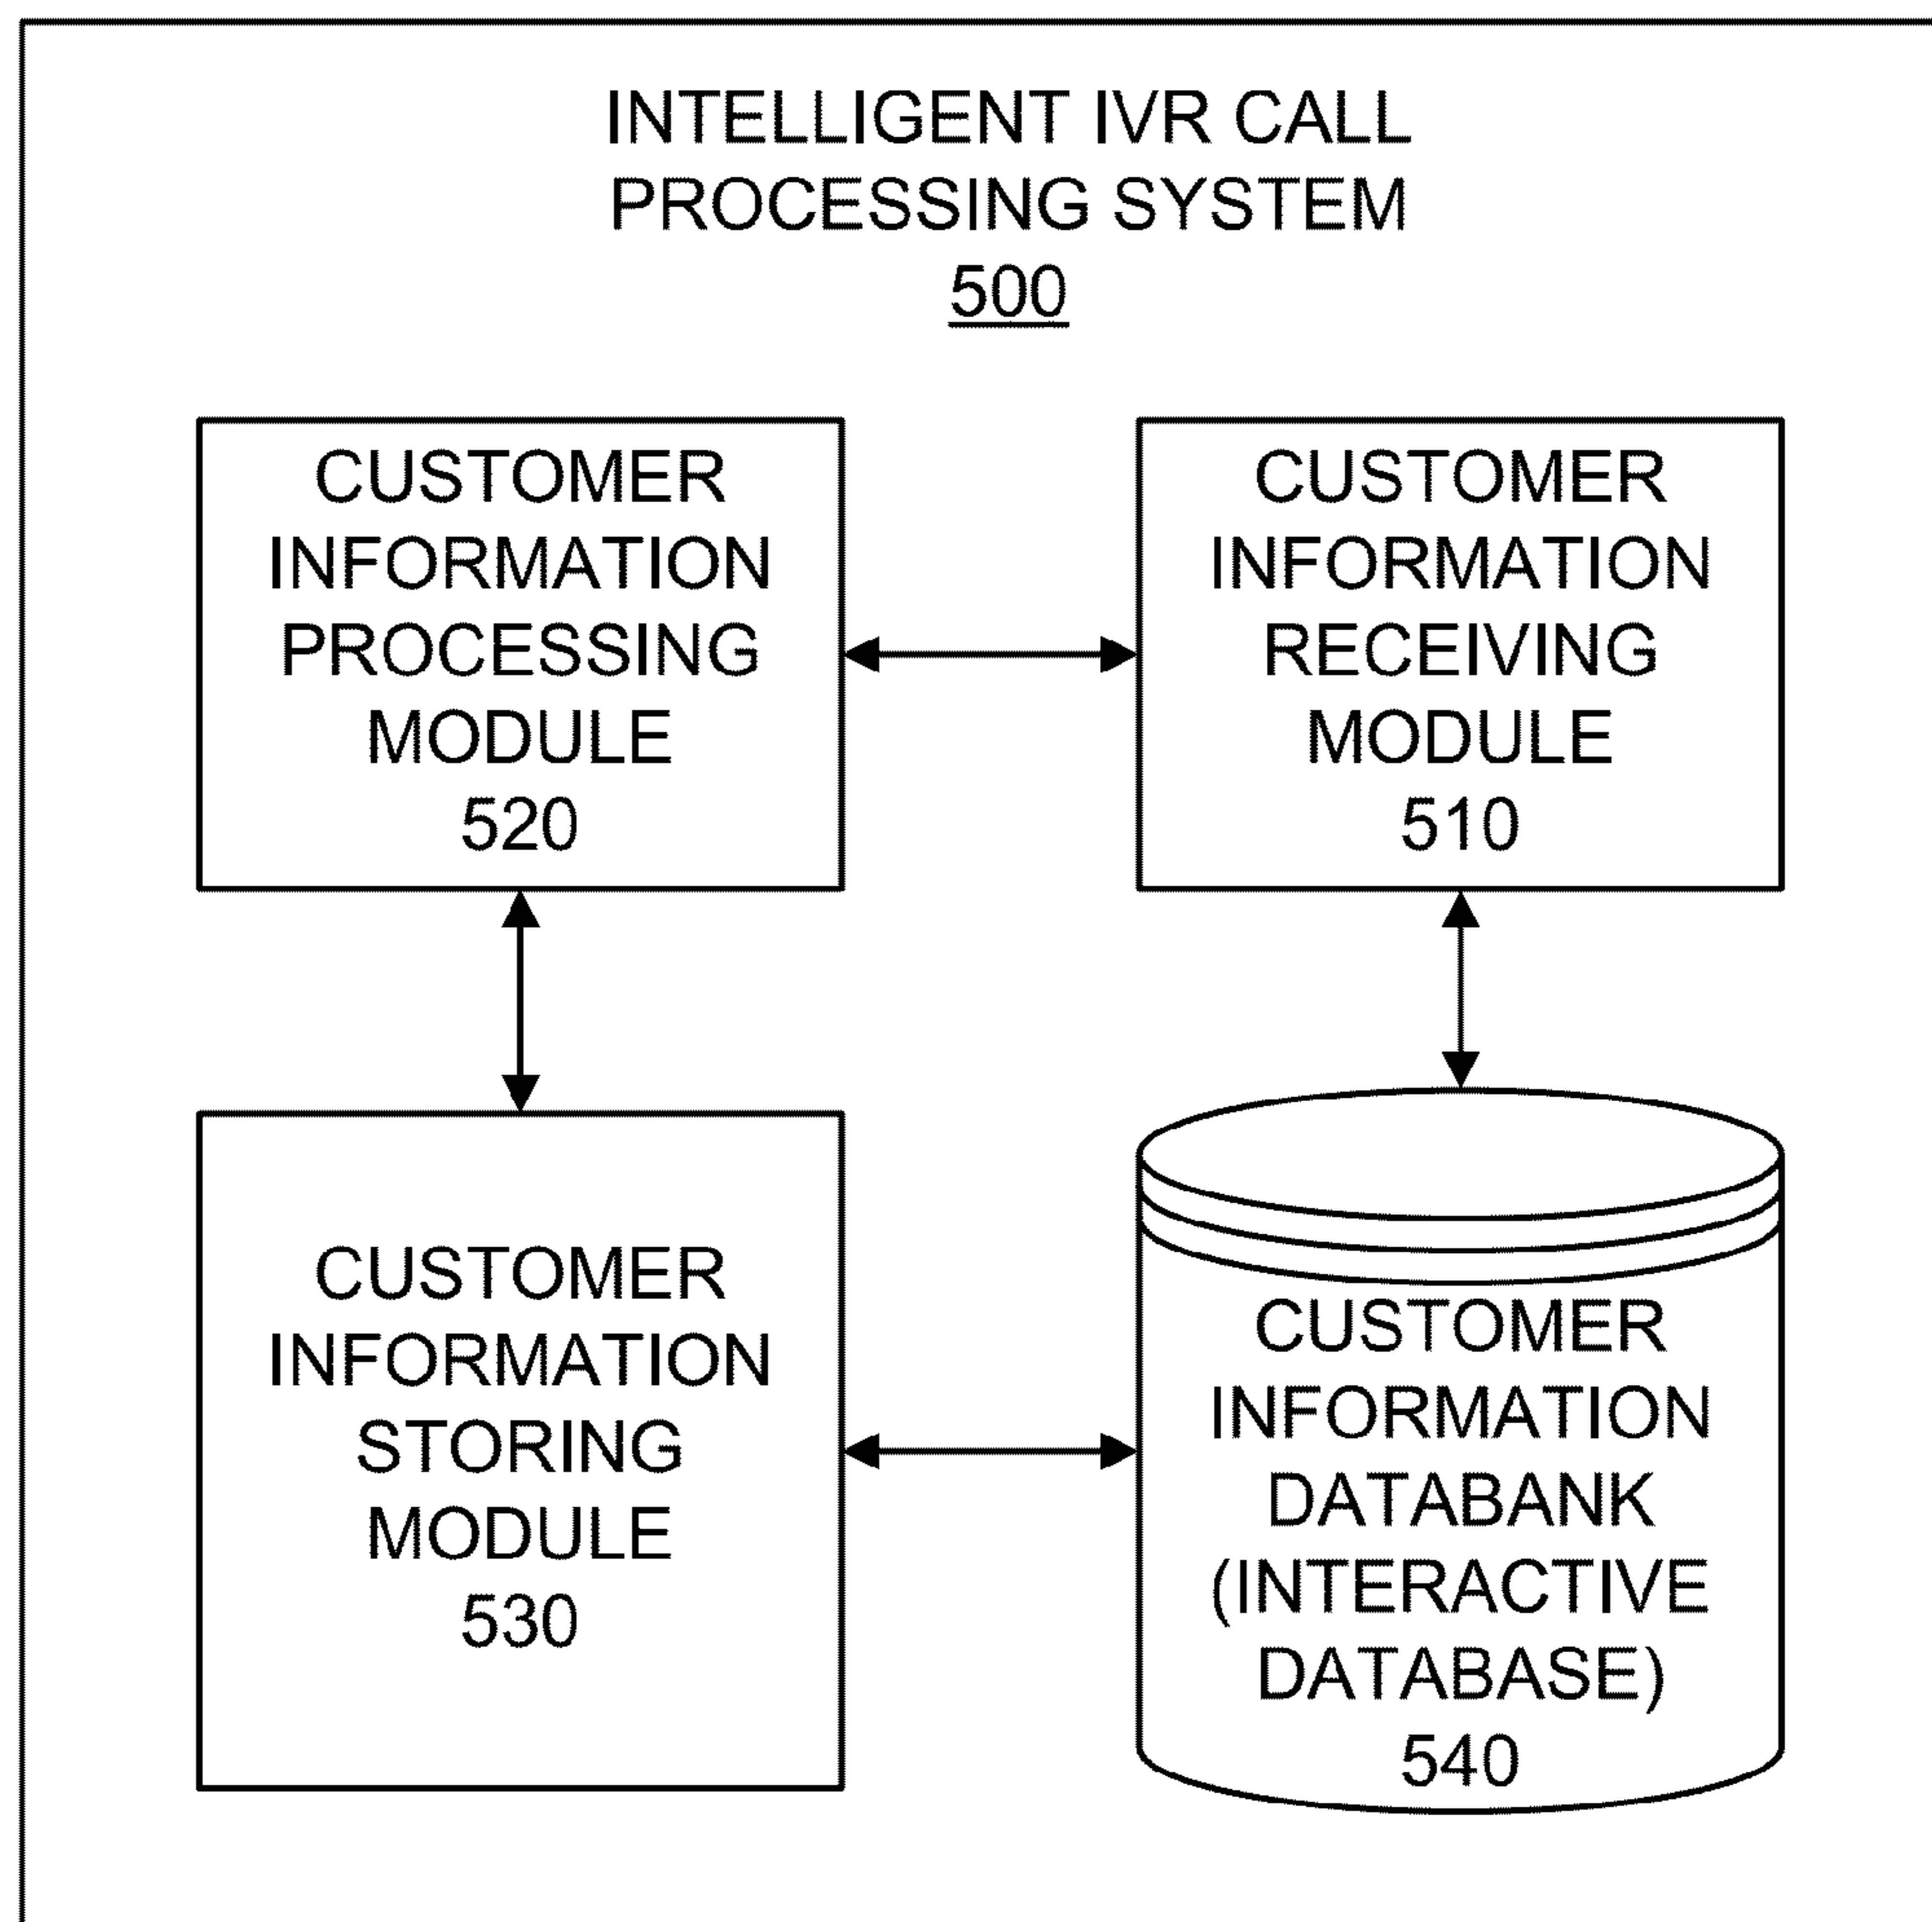 INTELLIGENT IVR CALL
PROCESSING SYSTEM
500
CUSTOMER
INFORMATION
PROCESSING
MODULE
520
CUSTOMER
INFORMATION
RECEIVING
MODULE
510
CUSTOMER
INFORMATION
STORING
MODULE
530
CUSTOMER
INFORMATION
DATABANK
(INTERACTIVE
DATABASE)
540